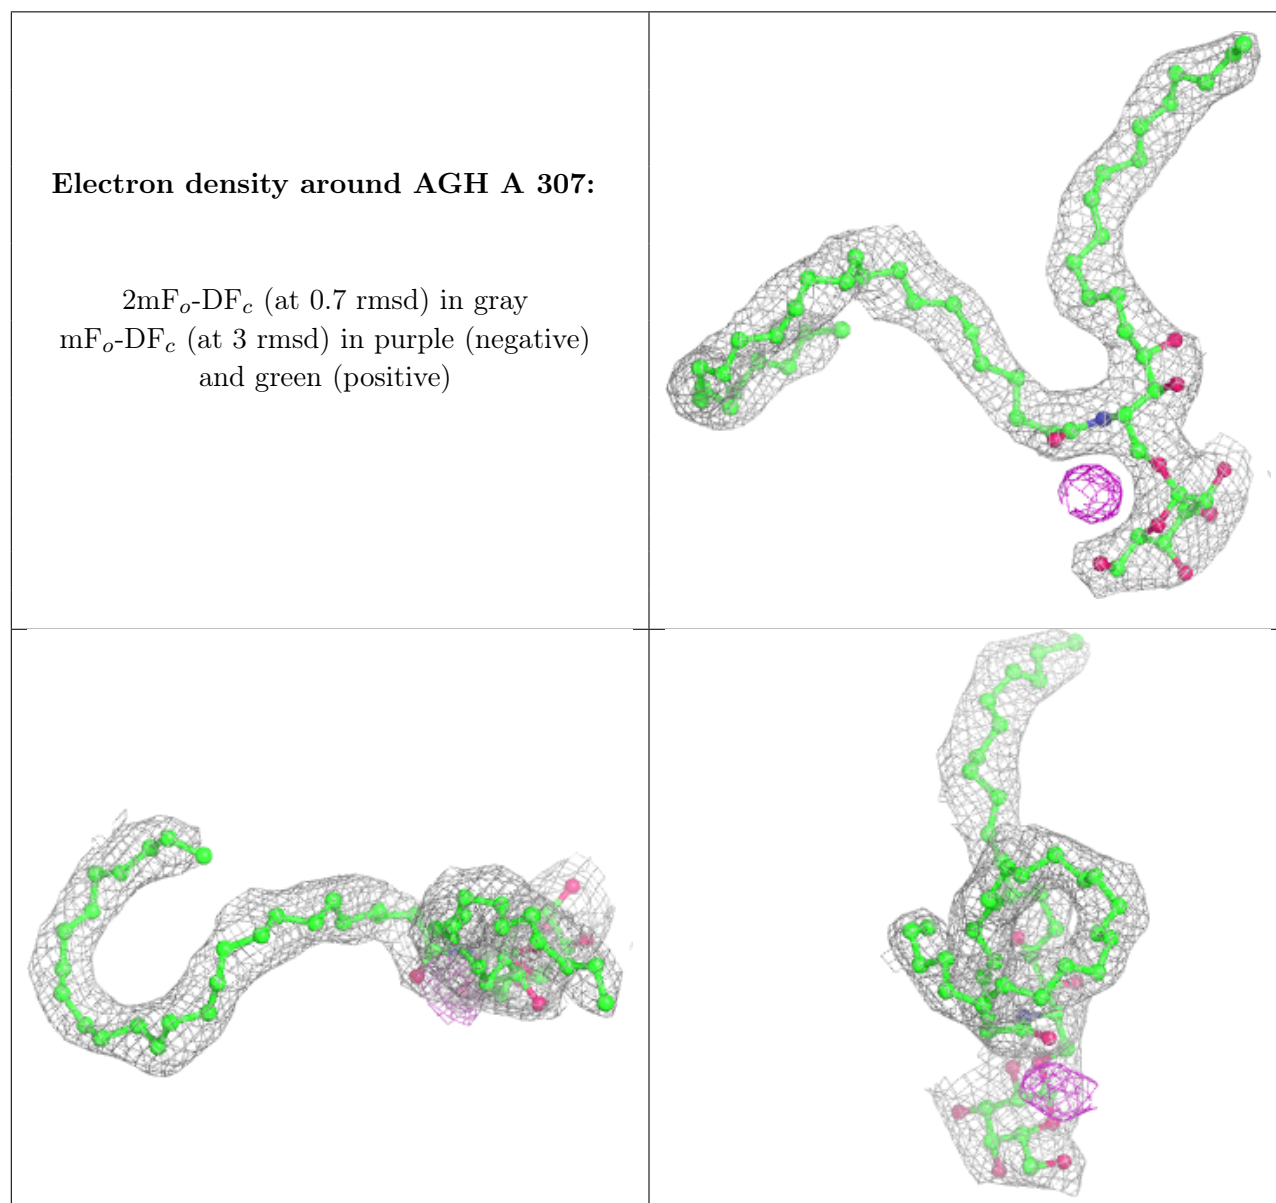 Electron density around AGH A 307:
2mFₒ-DF𝒸 (at 0.7 rmsd) in gray
mFₒ-DF𝒸 (at 3 rmsd) in purple (negative)
and green (positive)